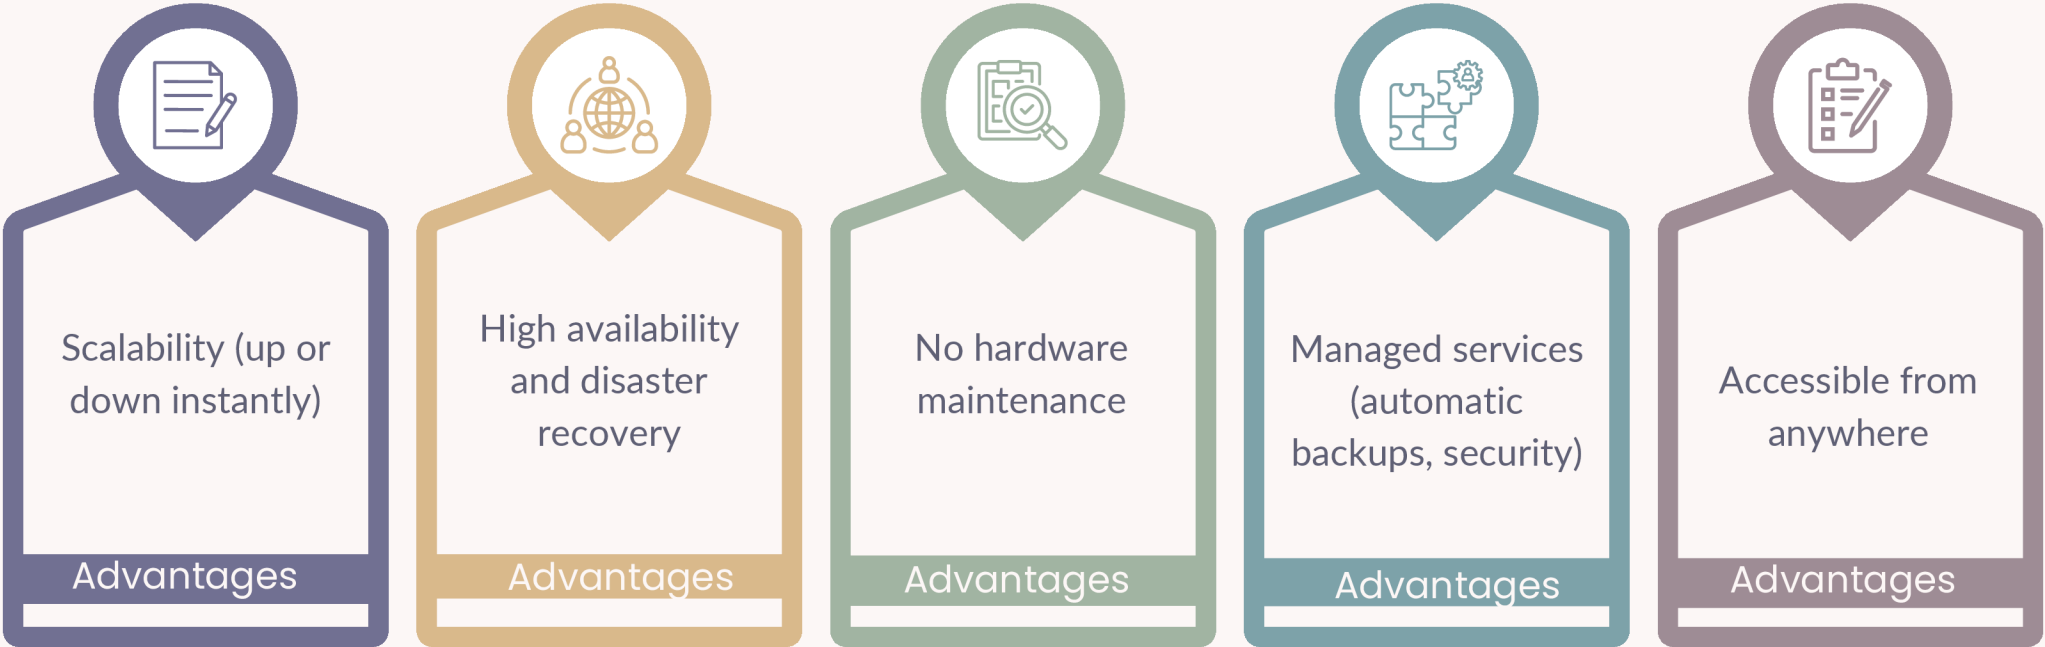 Scalability (up or
down instantly)
Advantages
High availability
and disaster
recovery
Advantages
No hardware
maintenance
Advantages
Managed services
(automatic
backups, security)
Advantages
Accessible from
anywhere
Advantages